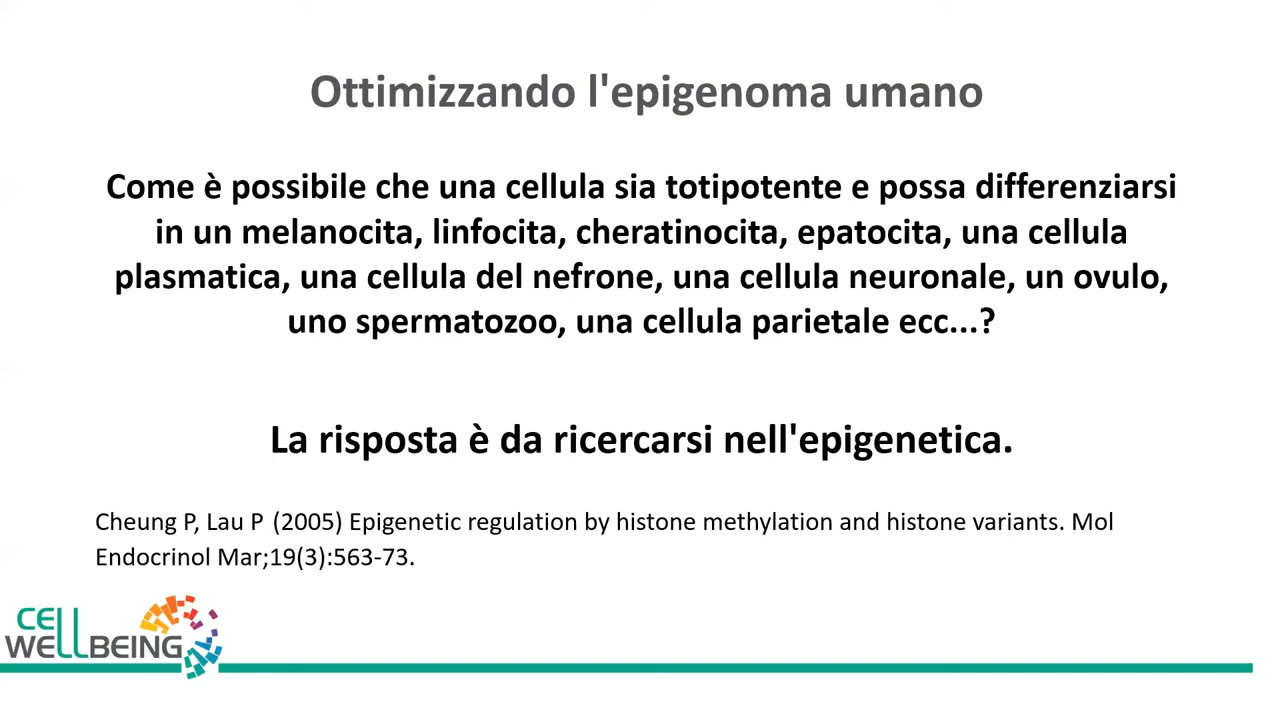 Ottimizzando l'epigenoma umano
Come è possibile che una cellula sia totipotente e possa differenziarsi
in un melanocita, linfocita, cheratinocita, epatocita, una cellula
plasmatica, una cellula del nefrone, una cellula neuronale, un ovulo,
uno spermatozoo, una cellula parietale ecc...?
La risposta è da ricercarsi nell'epigenetica.
Cheung P, Lau P (2005) Epigenetic regulation by histone methylation and histone variants. Mol
Endocrinol Mar;19(3):563-73.
CELL
WELLBEING